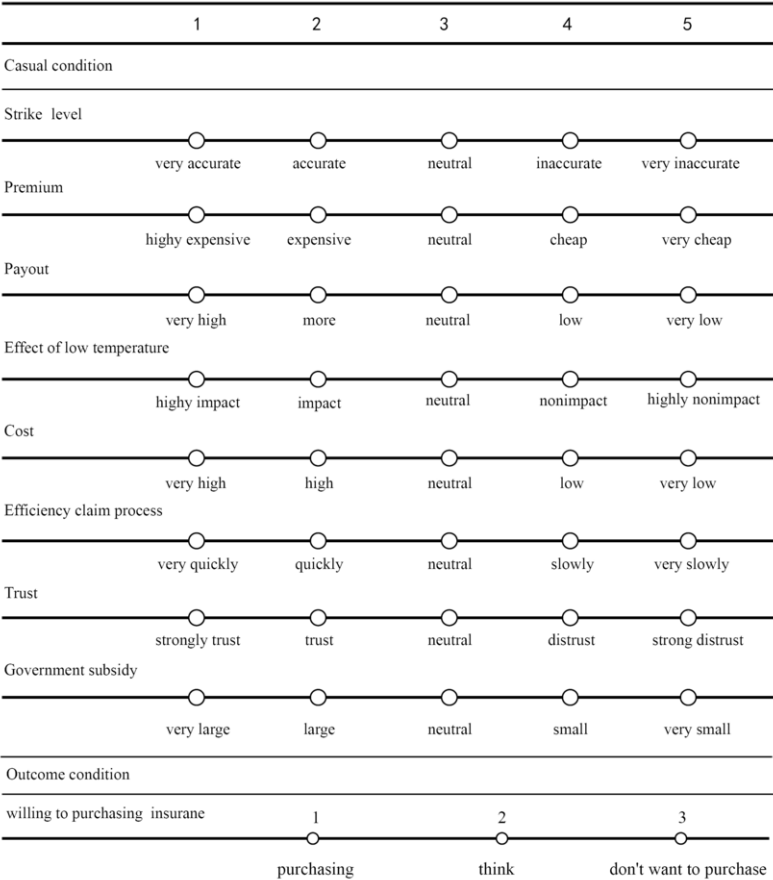 1 2 3 4 5
Casual condition
Strike level
very accurate accurate neutral inaccurate very inaccurate
Premium
highy expensive expensive neutral cheap very cheap
Payout
very high more neutral low very low
Effect of low temperature
highy impact impact neutral nonimpact highly nonimpact
Cost
very high high neutral low very low
Efficiency claim process
very quickly quickly neutral slowly very slowly
Trust
strongly trust trust neutral distrust strong distrust
Government subsidy
very large large neutral small very small
Outcome condition
willing to purchasing insurane 1 2 3
purchasing think don't want to purchase